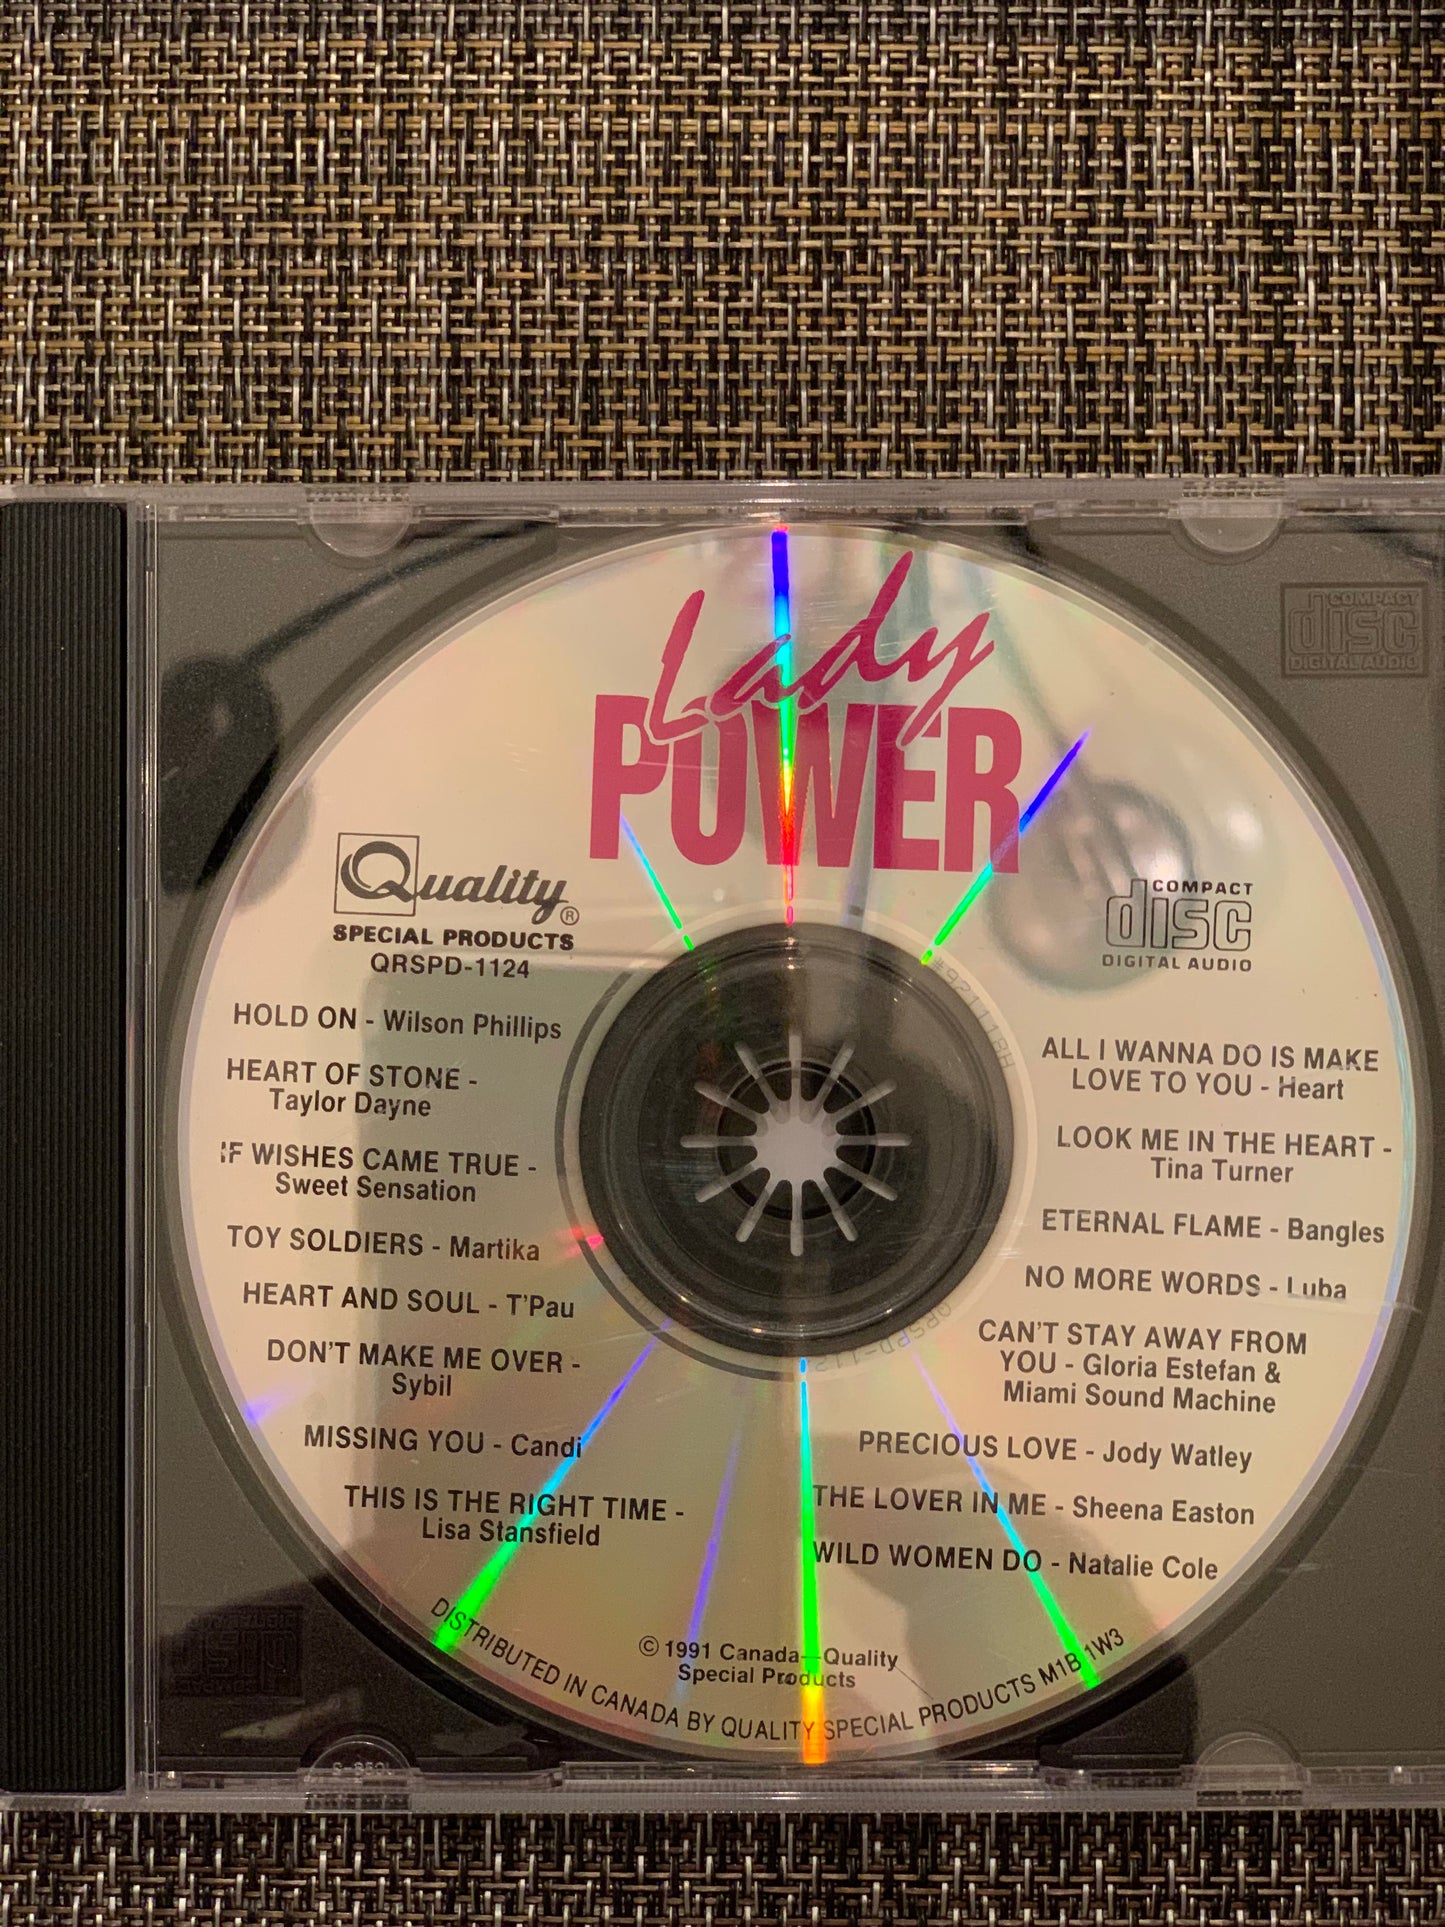 Lady
POWER
Quality®
SPECIAL PRODUCTS
QRSPD-1124
HOLD ON - Wilson Phillips
HEART OF STONE -
Taylor Dayne
IF WISHES CAME TRUE -
Sweet Sensation
TOY SOLDIERS - Martika
HEART AND SOUL - T'Pau
DON'T MAKE ME OVER -
Sybil
MISSING YOU - Candi
THIS IS THE RIGHT TIME -
Lisa Stansfield
COMPACT
disc
DIGITAL AUDIO
COMPACT
disc
DIGITAL AUDIO
ALL I WANNA DO IS MAKE
LOVE TO YOU - Heart
LOOK ME IN THE HEART -
Tina Turner
ETERNAL FLAME - Bangles
NO MORE WORDS - Luba
CAN'T STAY AWAY FROM
YOU - Gloria Estefan &
Miami Sound Machine
PRECIOUS LOVE - Jody Watley
THE LOVER IN ME - Sheena Easton
WILD WOMEN DO - Natalie Cole
© 1991 Canada—Quality
Special Products
DISTRIBUTED IN CANADA BY QUALITY SPECIAL PRODUCTS M1B 1W3